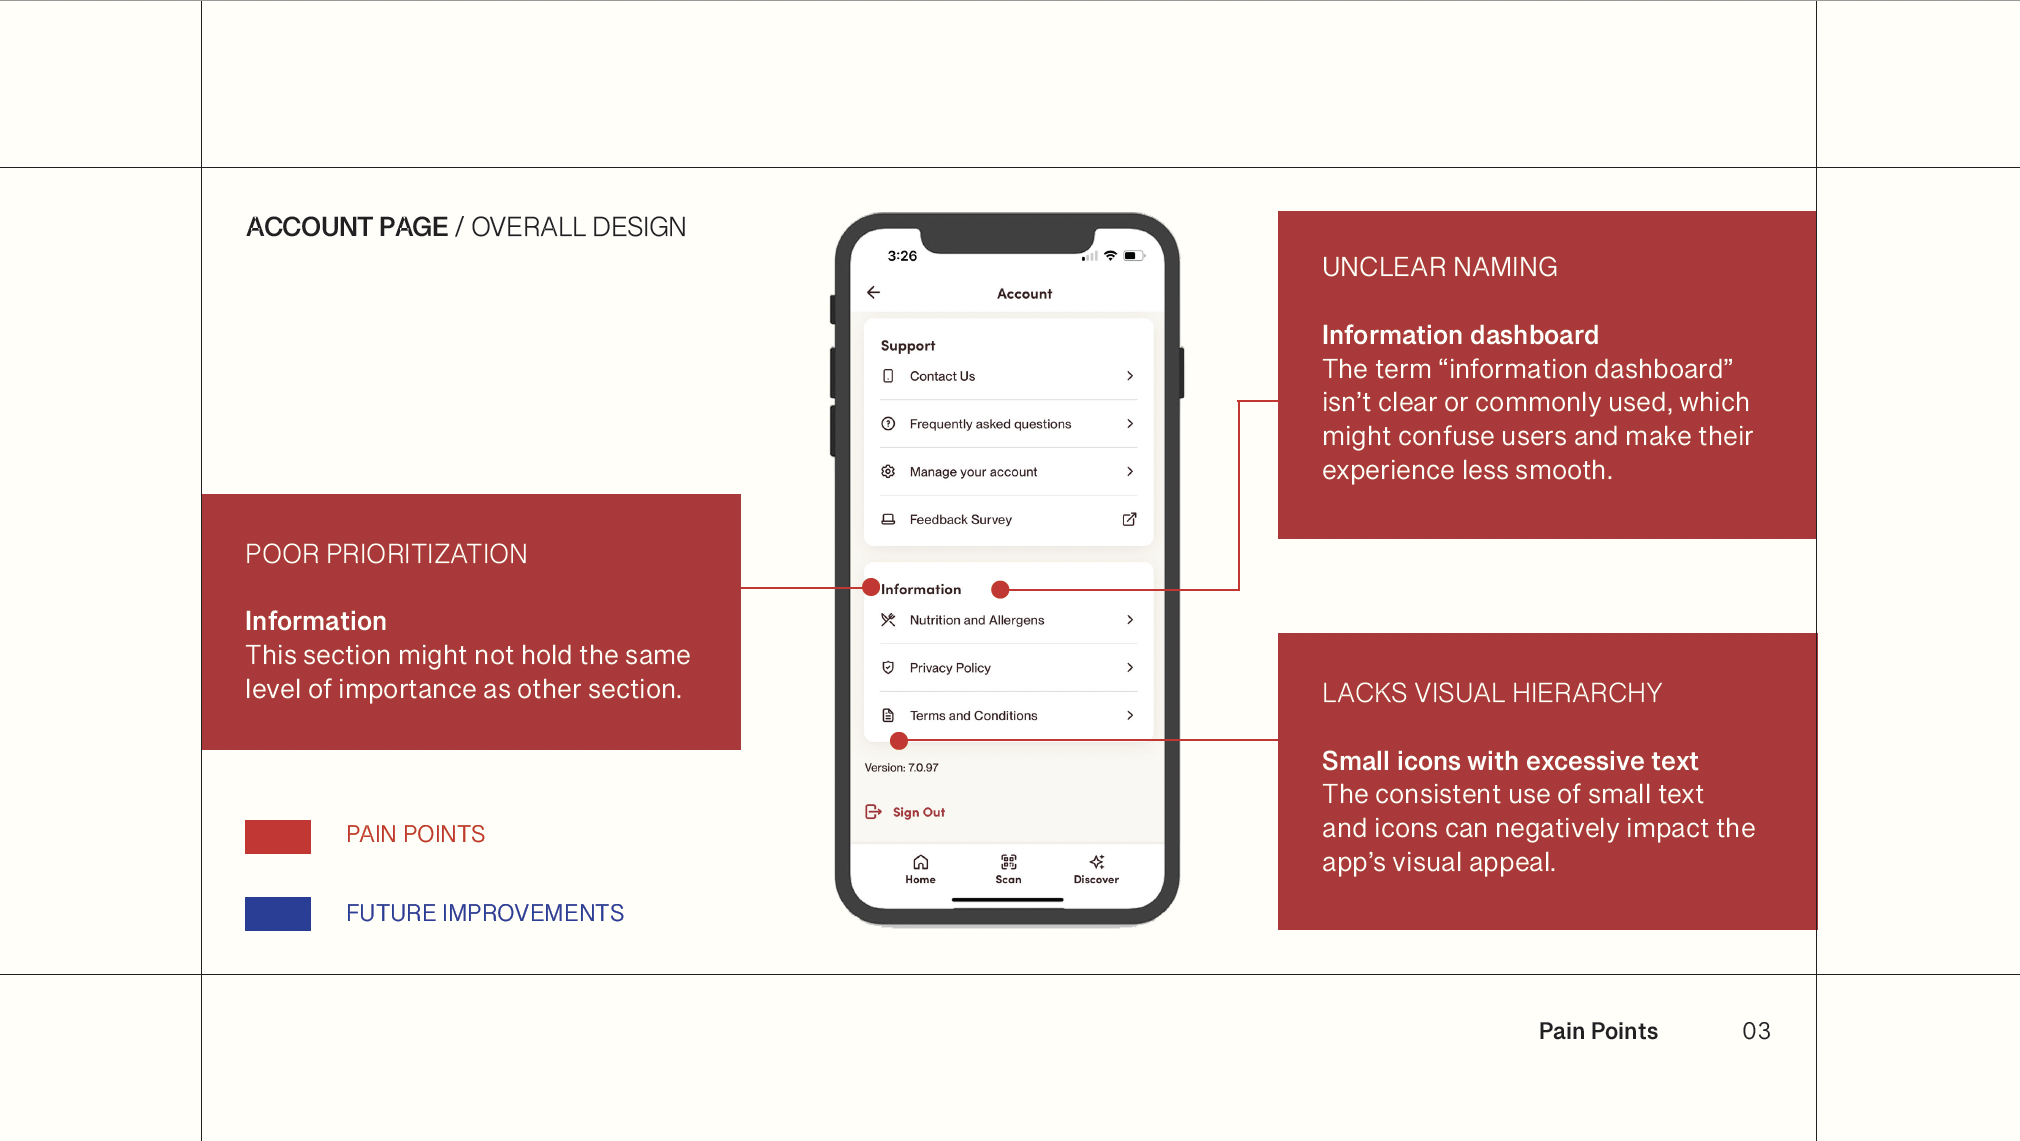 ACCOUNT PAGE / OVERALL DESIGN
POOR PRIORITIZATION
Information
This section might not hold the same
level of importance as other section.
PAIN POINTS
FUTURE IMPROVEMENTS
3:26
Account
Support
Contact Us
Frequently asked questions
Manage your account
Feedback Survey
Information
Nutrition and Allergens
Privacy Policy
Terms and Conditions
Version: 7.0.97
Sign Out
Home
Scan
Discover
UNCLEAR NAMING
Information dashboard
The term “information dashboard”
isn’t clear or commonly used, which
might confuse users and make their
experience less smooth.
LACKS VISUAL HIERARCHY
Small icons with excessive text
The consistent use of small text
and icons can negatively impact the
app’s visual appeal.
Pain Points 03